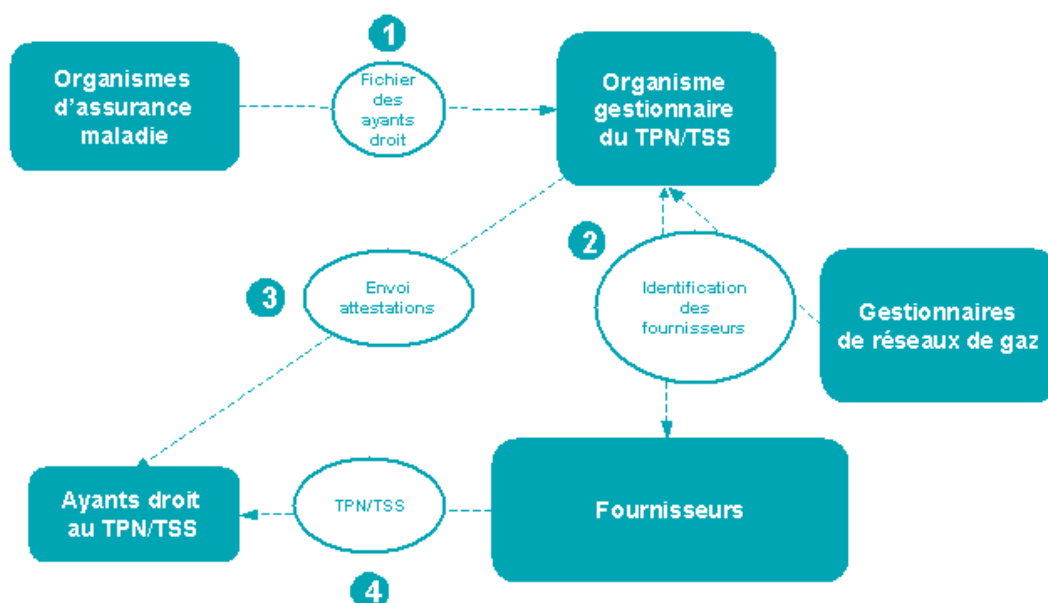 1
Organismes
d'assurance
maladie
Fichier
des
ayants
droit
Organisme
gestionnaire
du TPN/TSS
2
3
Envoi
attestations
Identification
des
fournisseurs
Gestionnaires
de réseaux de gaz
Ayants droit
au TPN/TSS
TPN/TSS
Fournisseurs
4